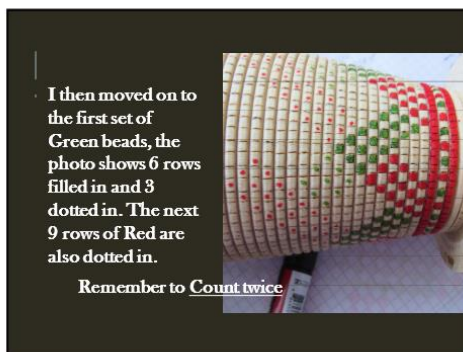 I then moved on to
the first set of
Green beads, the
photo shows 6 rows
filled in and 3
dotted in. The next
9 rows of Red are
also dotted in.
Remember to Count twice